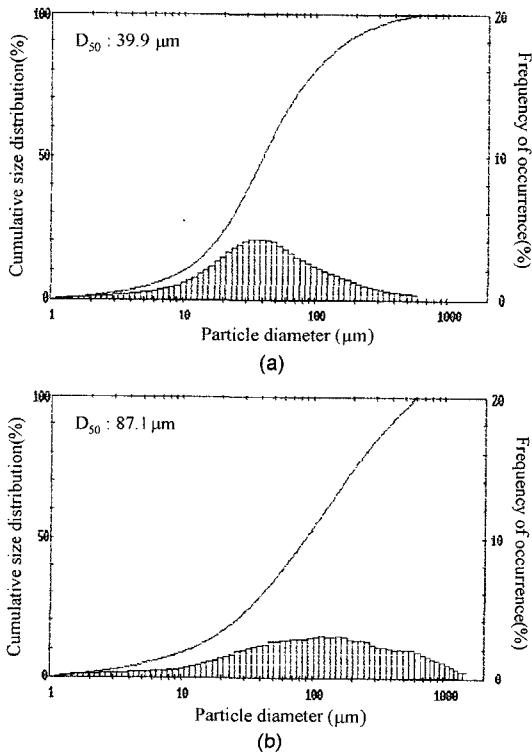 D50 : 39.9 μm
Cumulative size distribution(%)
100
50
0
20
10
0
Frequency of occurrence(%)
1
10
100
1000
Particle diameter (μm)
(a)
D50 : 87.1 μm
Cumulative size distribution(%)
100
50
0
20
10
0
Frequency of occurrence(%)
1
10
100
1000
Particle diameter (μm)
(b)